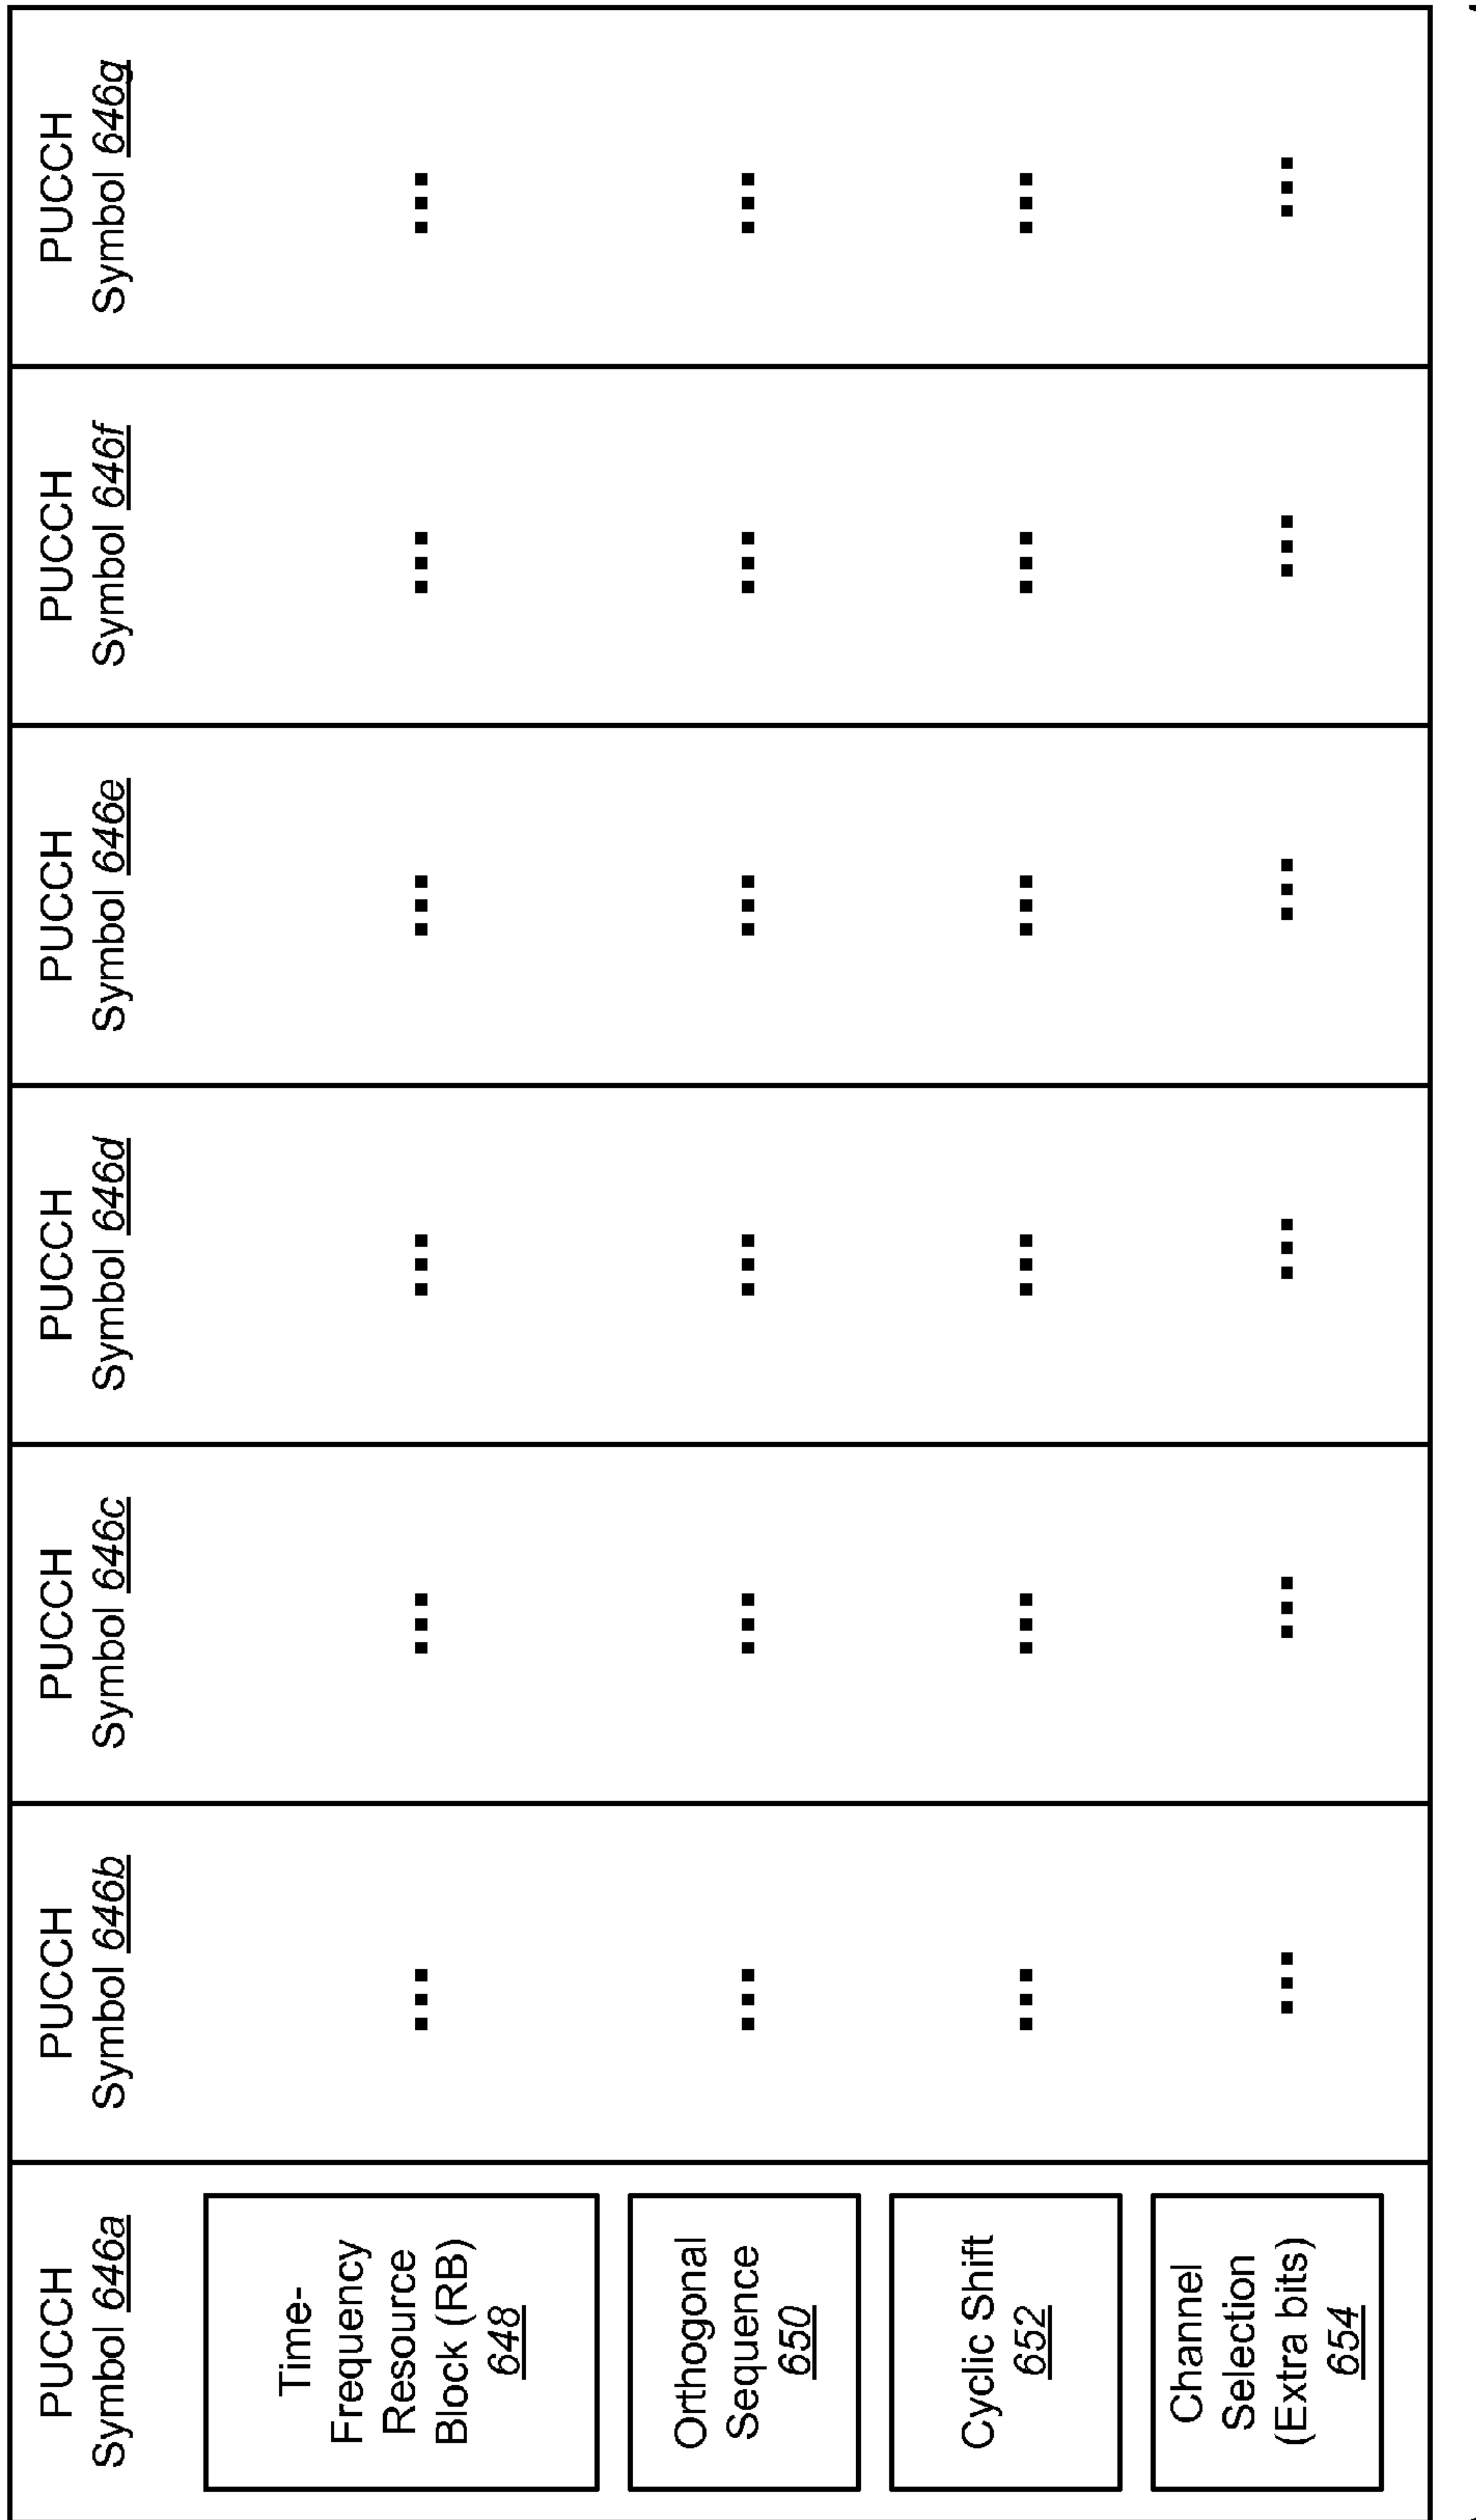 PUCCH
Symbol 646a
Time-
Frequency
Resource
Block (RB)
648
Orthogonal
Sequence
650
Cyclic Shift
652
Channel
Selection
(Extra bits)
654
PUCCH
Symbol 646b
PUCCH
Symbol 646c
PUCCH
Symbol 646d
PUCCH
Symbol 646e
PUCCH
Symbol 646f
PUCCH
Symbol 646g